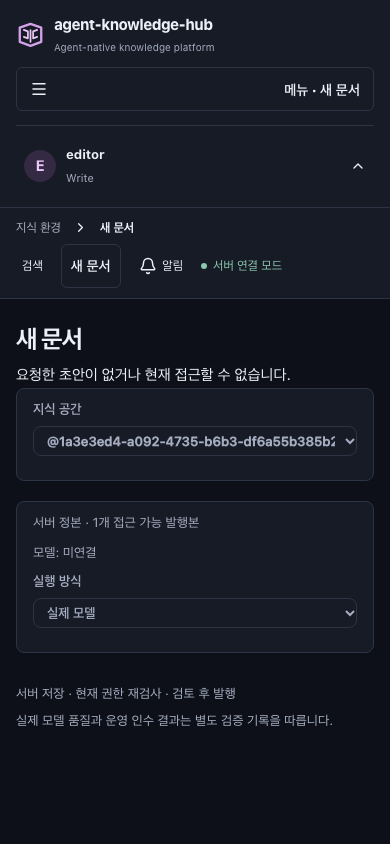 agent-knowledge-hub
Agent-native knowledge platform
메뉴 · 새 문서
E
editor
Write
지식 환경 > 새 문서
검색 새 문서 알림 서버 연결 모드
새 문서
요청한 초안이 없거나 현재 접근할 수 없습니다.
지식 공간
@1a3e3ed4-a092-4735-b6b3-df6a55b385b2
서버 정본 · 1개 접근 가능 발행본
모델: 미연결
실행 방식
실제 모델
서버 저장 · 현재 권한 재검사 · 검토 후 발행
실제 모델 품질과 운영 인수 결과는 별도 검증 기록을 따릅니다.